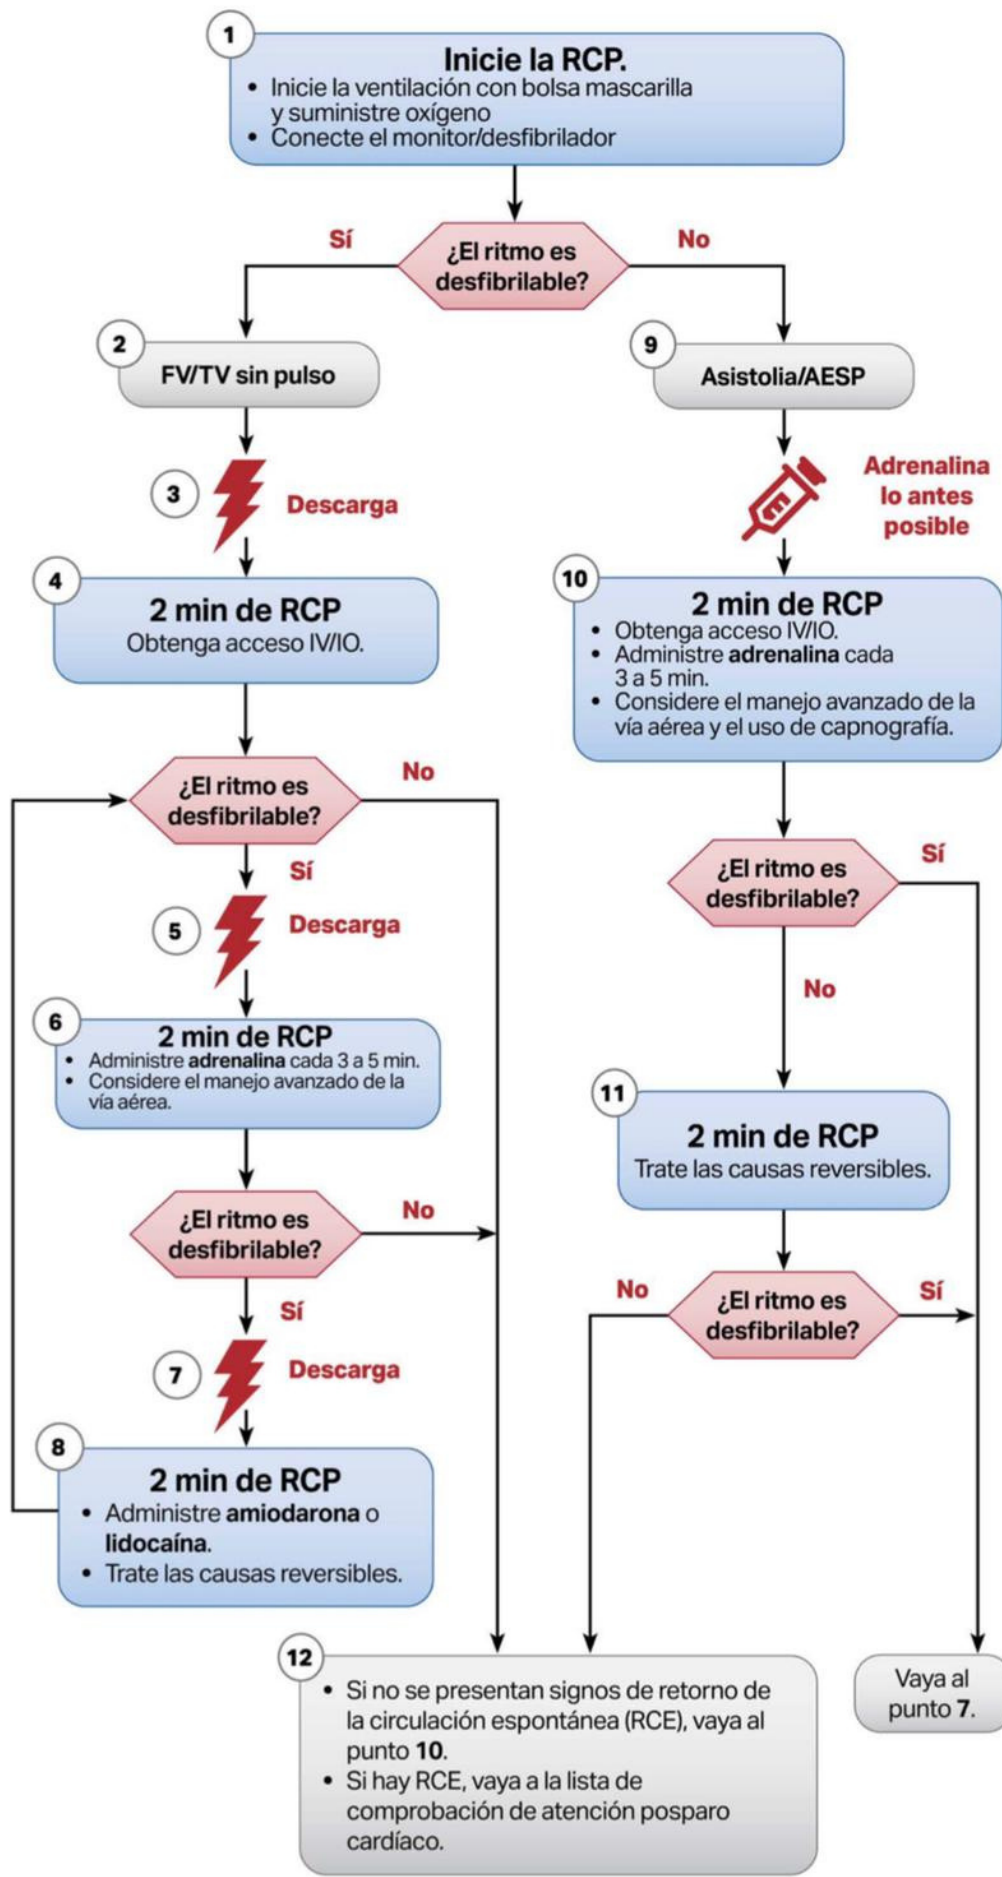 1
Inicie la RCP.
• Inicie la ventilación con bolsa mascarilla
y suministre oxígeno
• Conecte el monitor/desfibrilador
¿El ritmo es
desfibrilable?
Sí
No
2
FV/TV sin pulso
3
Descarga
4
2 min de RCP
Obtenga acceso IV/IO.
¿El ritmo es
desfibrilable?
No
Sí
5
Descarga
6
2 min de RCP
• Administre adrenalina cada 3 a 5 min.
• Considere el manejo avanzado de la
vía aérea.
¿El ritmo es
desfibrilable?
No
Sí
7
Descarga
8
2 min de RCP
• Administre amiodarona o
lidocaína.
• Trate las causas reversibles.
9
Asistolia/AESP
Adrenalina
lo antes
posible
10
2 min de RCP
• Obtenga acceso IV/IO.
• Administre adrenalina cada
3 a 5 min.
• Considere el manejo avanzado de la
vía aérea y el uso de capnografía.
¿El ritmo es
desfibrilable?
Sí
No
11
2 min de RCP
Trate las causas reversibles.
¿El ritmo es
desfibrilable?
No
Sí
12
• Si no se presentan signos de retorno de
la circulación espontánea (RCE), vaya al
punto 10.
• Si hay RCE, vaya a la lista de
comprobación de atención posparo
cardíaco.
Vaya al
punto 7.